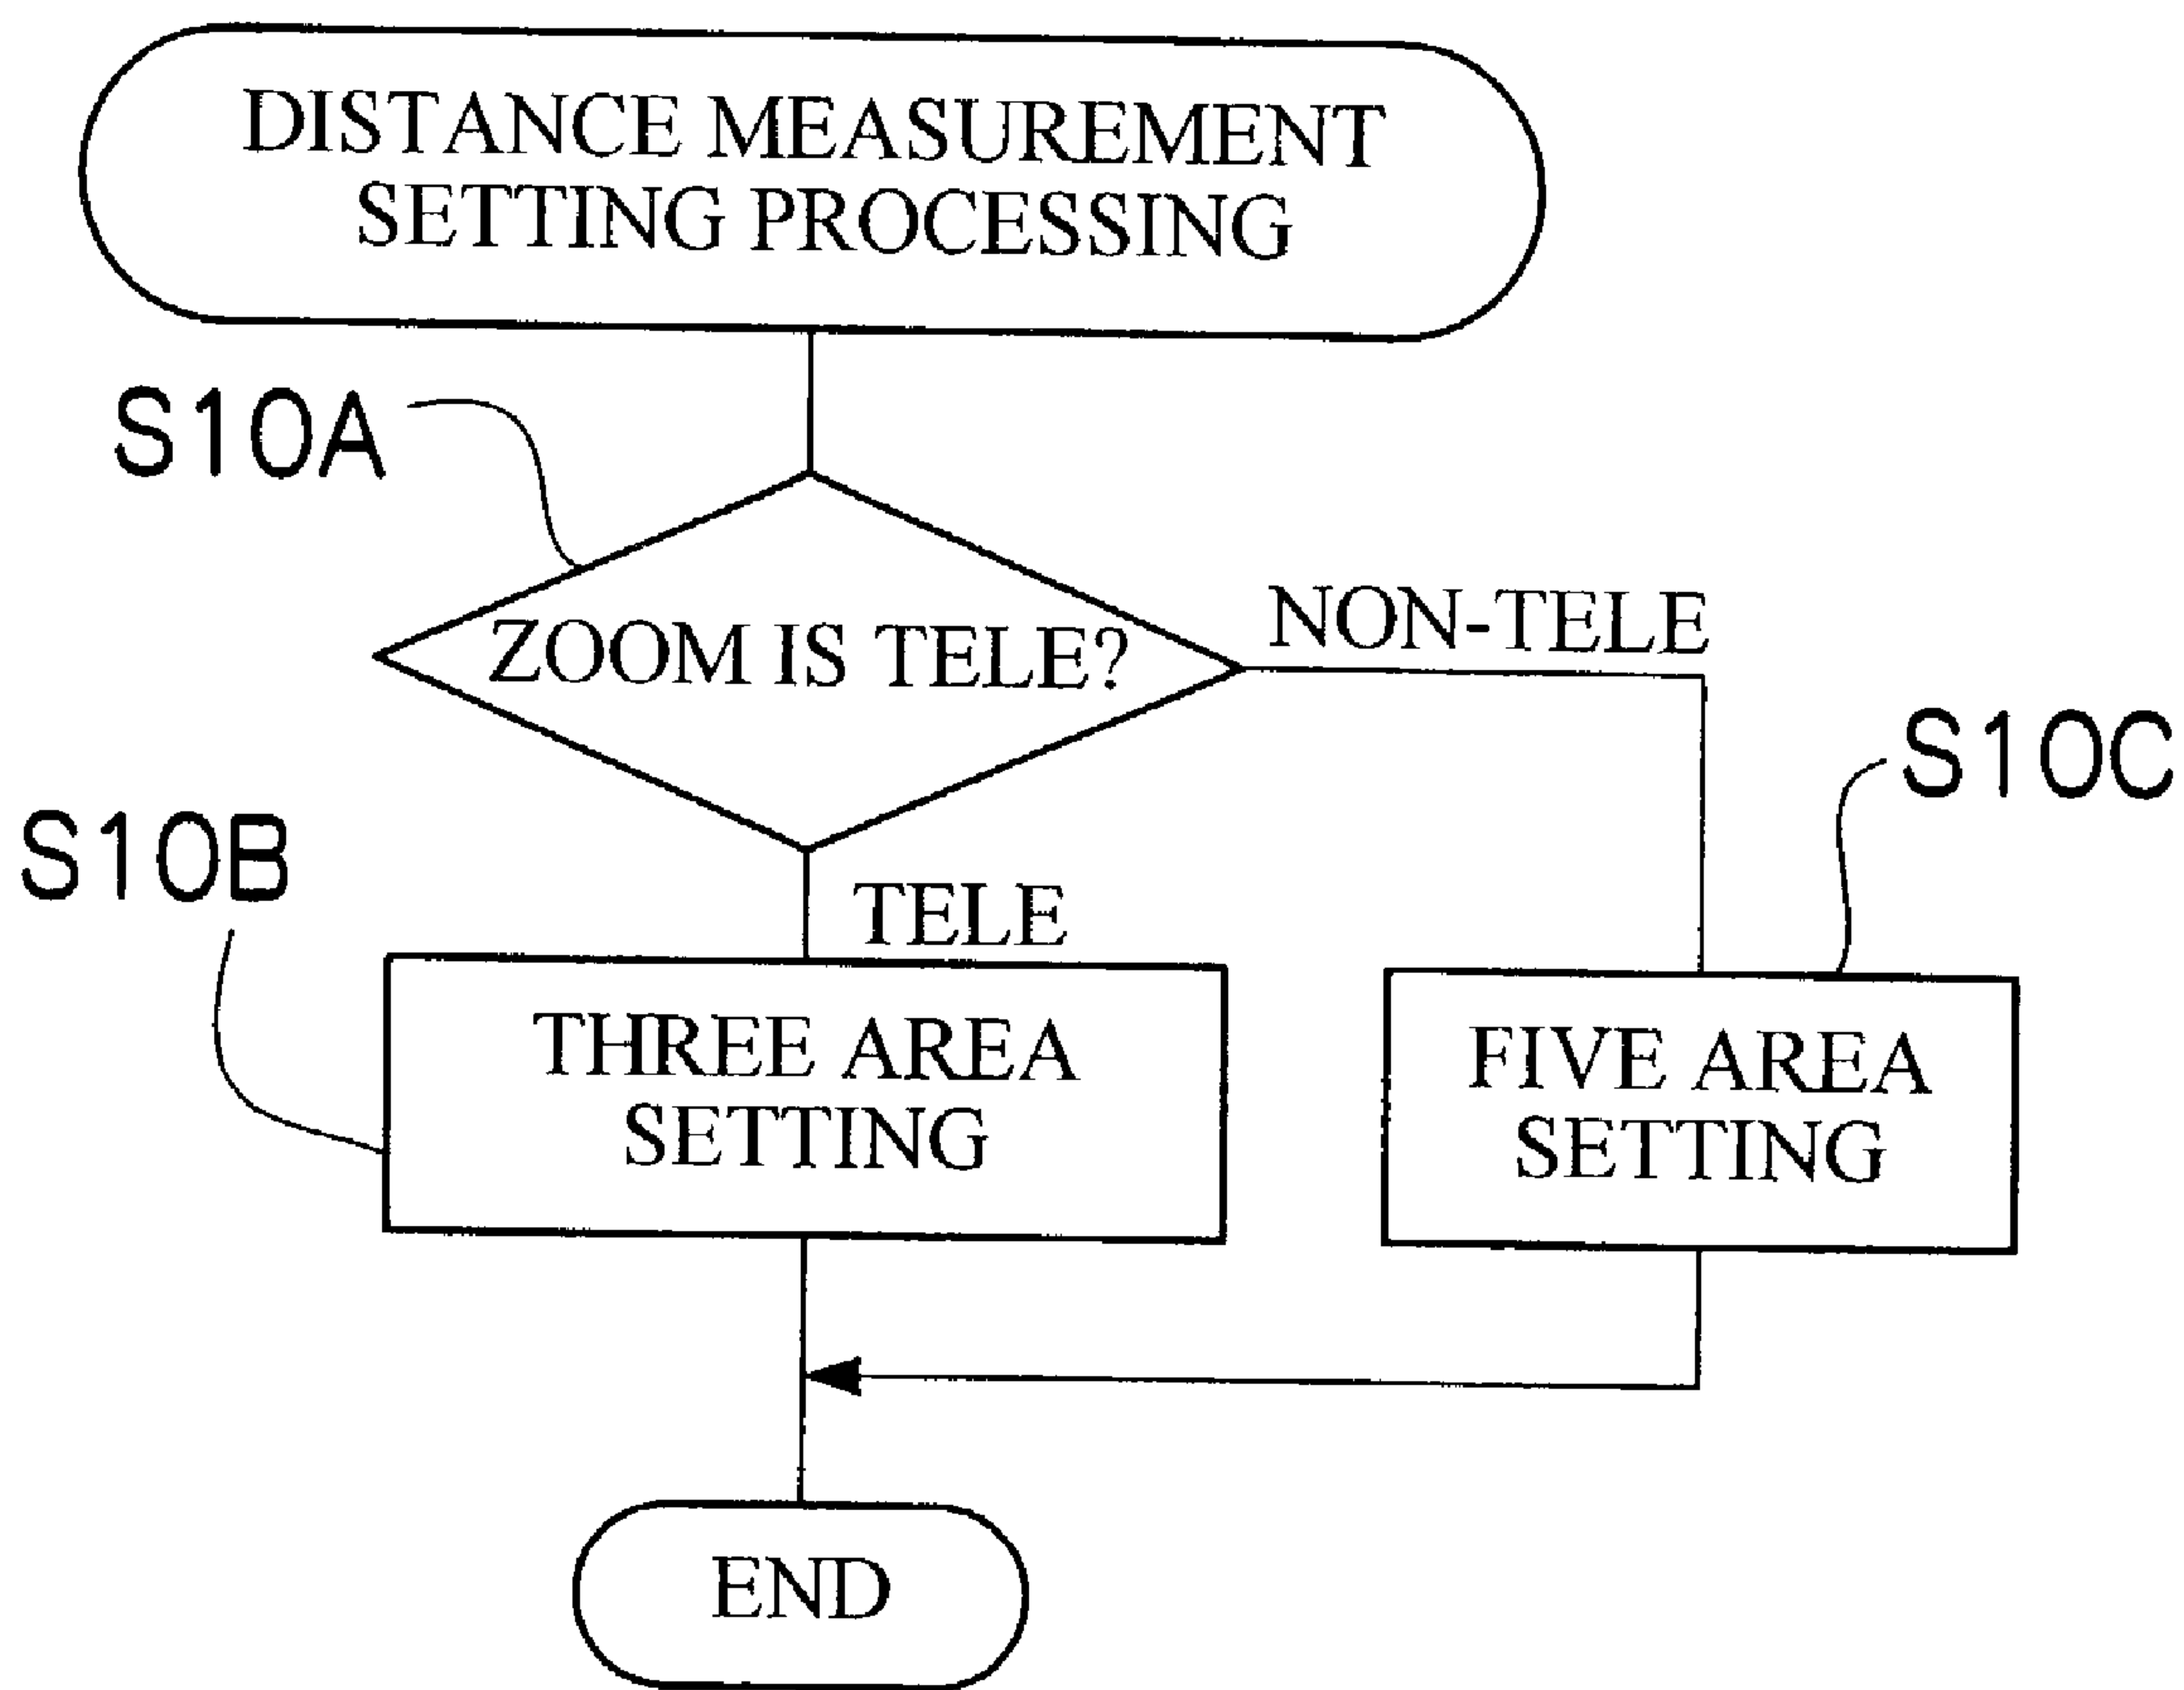 DISTANCE MEASUREMENT
SETTING PROCESSING
S10A
ZOOM IS TELE?
NON-TELE
S10C
S10B
TELE
THREE AREA
SETTING
FIVE AREA
SETTING
END